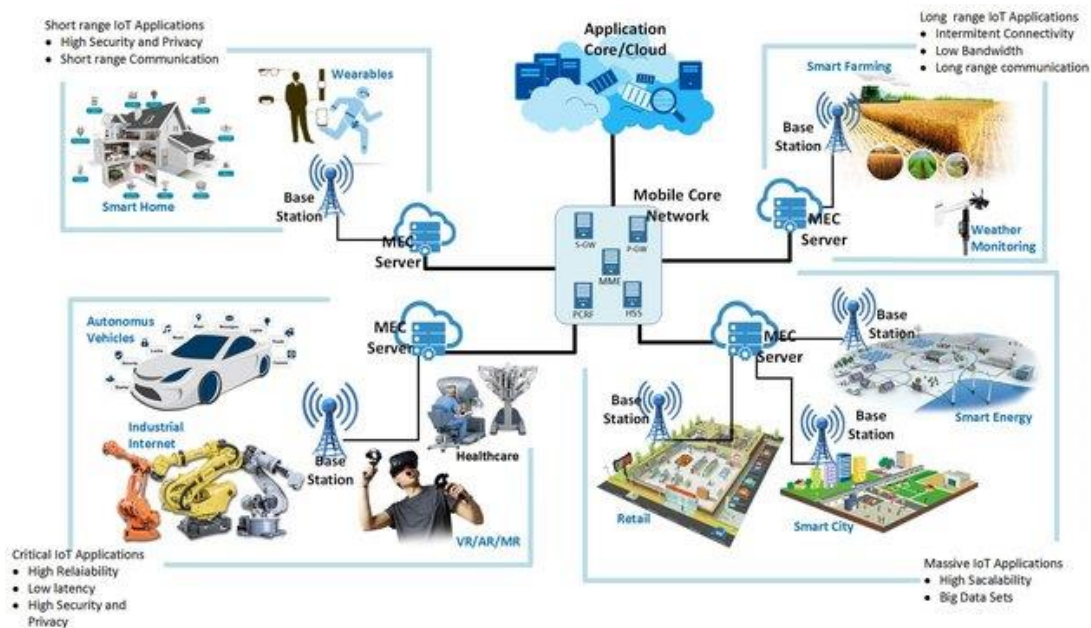 Short range IoT Applications
• High Security and Privacy
• Short range Communication
Wearables
Smart Home
Base
Station
MEC
Server
Application
Core/Cloud
Mobile Core
Network
S-GW
P-GW
MME
PCRF
HSS
Long range IoT Applications
• Intermitent Connectivity
• Low Bandwidth
• Long range communication
Smart Farming
Base
Station
MEC
Server
Weather
Monitoring
Autonomus
Vehicles
MEC
Server
Industrial
Internet
Base
Station
Healthcare
VR/AR/MR
Critical IoT Applications
• High Relaiability
• Low latency
• High Security and
Privacy
MEC
Server
Base
Station
Smart Energy
Base
Station
Retail
Base
Station
Smart City
Massive IoT Applications
• High Sacalability
• Big Data Sets